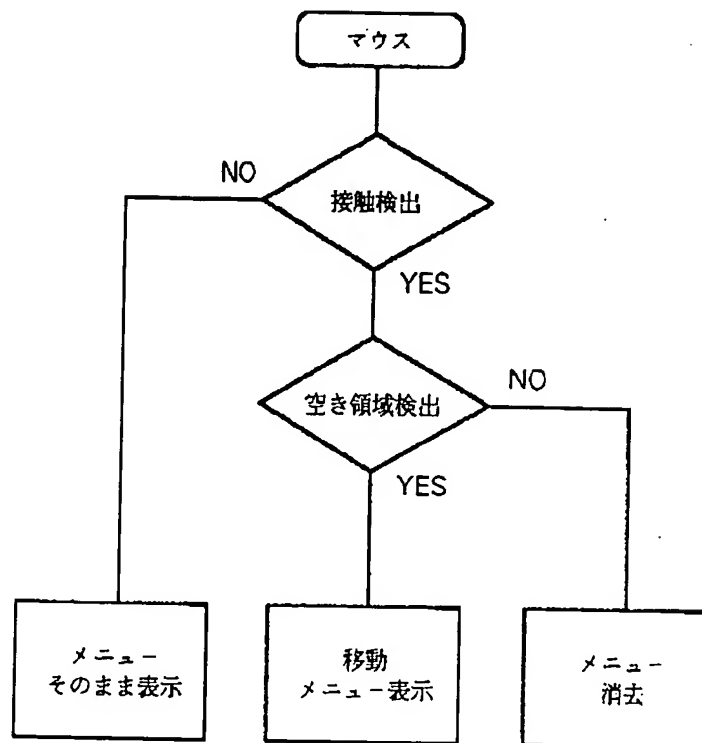 マウス
NO
接触検出
YES
空き領域検出
NO
YES
メニュー
そのまま表示
移動
メニュー表示
メニュー
消去